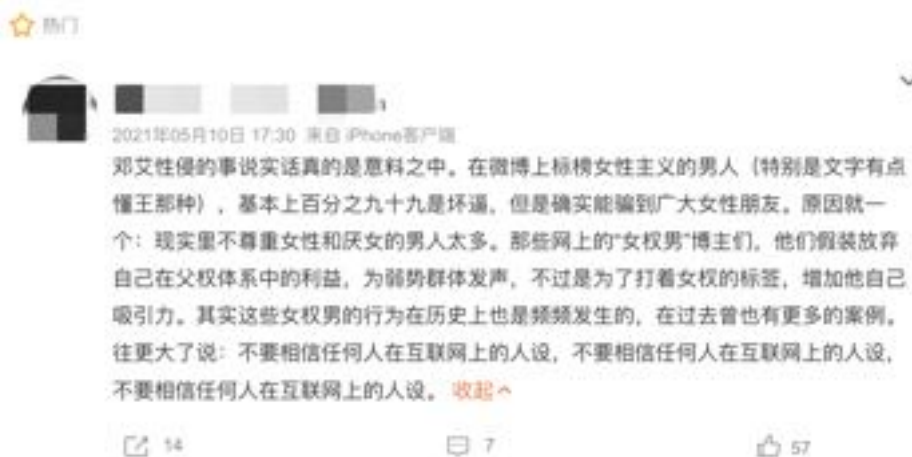 热门
2021年05月10日 17:30 来自 iPhone客户端
邓艾性侵的事说实话真的是意料之中。在微博上标榜女性主义的男人（特别是文字有点
懂王那种），基本上百分之九十九是坏逼，但是确实能骗到广大女性朋友。原因就一
个：现实里不尊重女性和厌女的男人太多。那些网上的“女权男”博主们，他们假装放弃
自己在父权体系中的利益，为弱势群体发声，不过是为了打着女权的标签，增加他自己
吸引力。其实这些女权男的行为在历史上也是频频发生的，在过去曾也有更多的案例。
往更大了说：不要相信任何人在互联网上的人设，不要相信任何人在互联网上的人设，
不要相信任何人在互联网上的人设。 收起
14 7 57